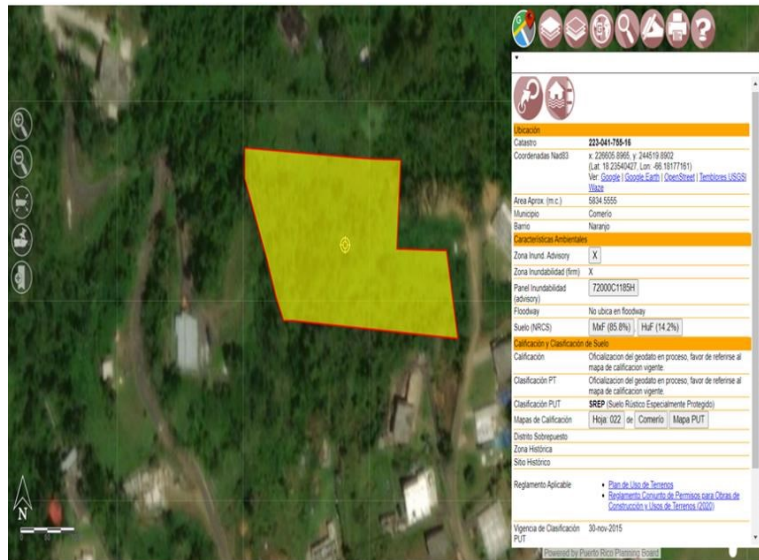 Ubicación
Catastro 223-041-755-16
Coordenadas Nad83 x: 226605.8965, y: 244519.8902
(Lat: 18.23540427, Lon: -66.18177161)
Ver: Google | Google Earth | OpenStreet | Temblores USGS|
Waze
Area Aprox. (m.c.) 5834.5555
Municipio Comerío
Barrio Naranjo
Características Ambientales
Zona Inund. Advisory X
Zona Inundabilidad (firm) X
Panel Inundabilidad (advisory) 72000C1185H
Floodway No ubica en floodway
Suelo (NRCS) MxF (85.8%) , HuF (14.2%)
Calificación y Clasificación de Suelo
Calificación Oficializacion del geodato en proceso, favor de referirse al
mapa de calificacion vigente.
Clasificación PT Oficializacion del geodato en proceso, favor de referirse al
mapa de calificacion vigente.
Clasificación PUT SREP (Suelo Rústico Especialmente Protegido)
Mapas de Calificación Hoja: 022 de Comerío Mapa PUT
Distrito Sobrepuesto
Zona Histórica
Sitio Histórico
Reglamento Aplicable
Plan de Uso de Terrenos
Reglamento Conjunto de Permisos para Obras de
Construcción y Usos de Terrenos (2020)
Vigencia de Clasificación PUT 30-nov-2015
Powered by Puerto Rico Planning Board
N